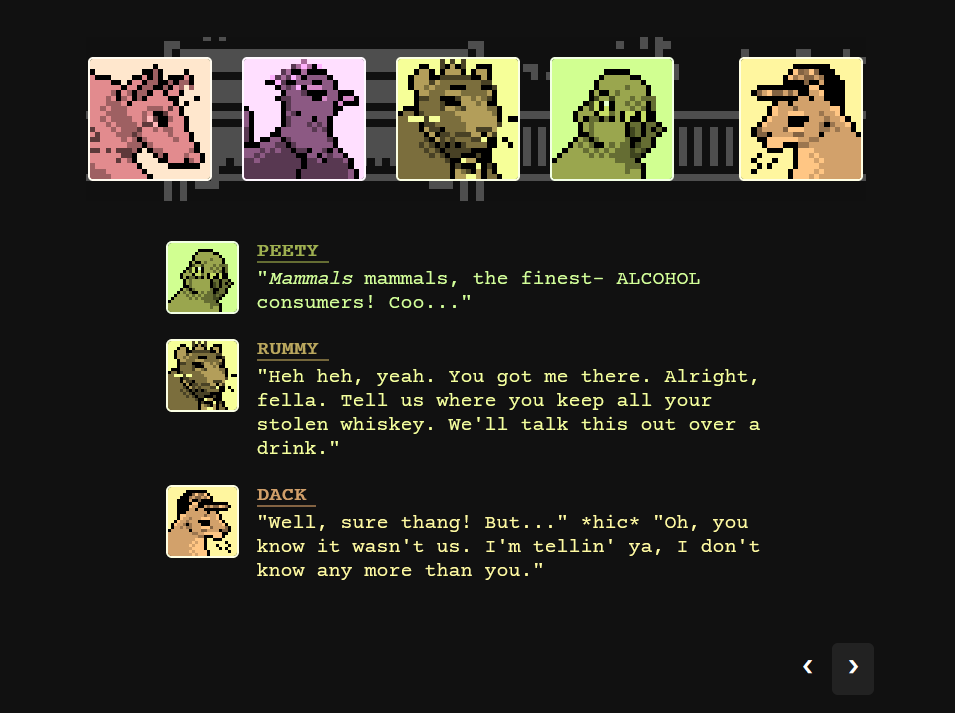 PEETY
"Mammals mammals, the finest- ALCOHOL
consumers! Coo..."
RUMMY
"Heh heh, yeah. You got me there. Alright,
fella. Tell us where you keep all your
stolen whiskey. We'll talk this out over a
drink."
DACK
"Well, sure thang! But..." *hic* "Oh, you
know it wasn't us. I'm tellin' ya, I don't
know any more than you."